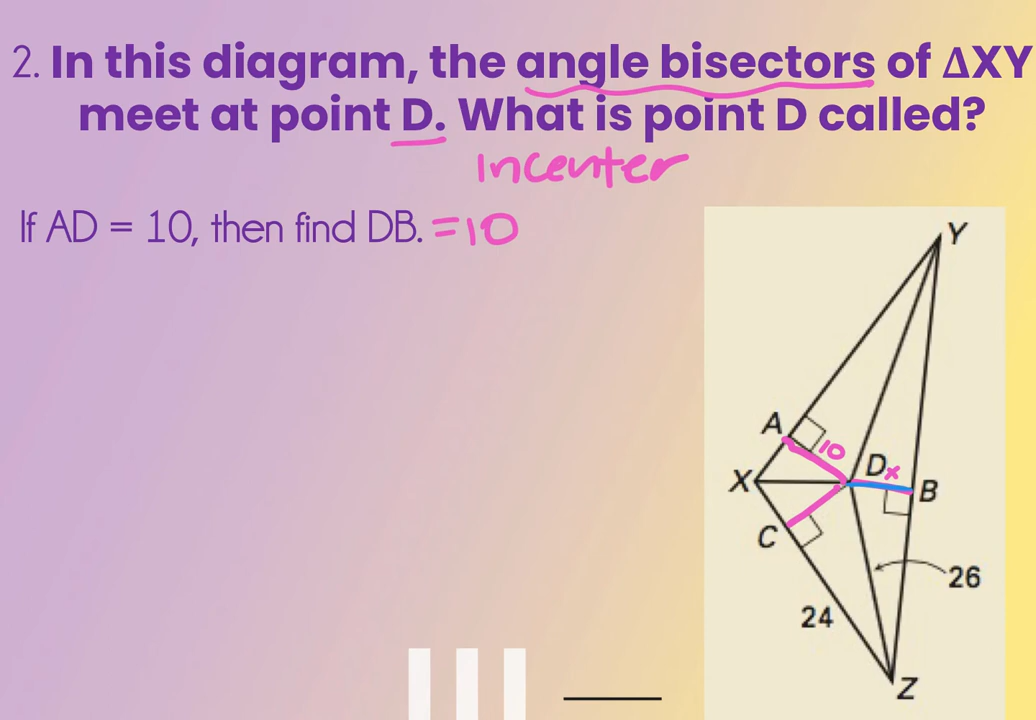 2. In this diagram, the angle bisectors of ΔXY
meet at point D. What is point D called?
Incenter
If AD = 10, then find DB. =10
Y
A
10
D x
X
B
C
26
24
Z